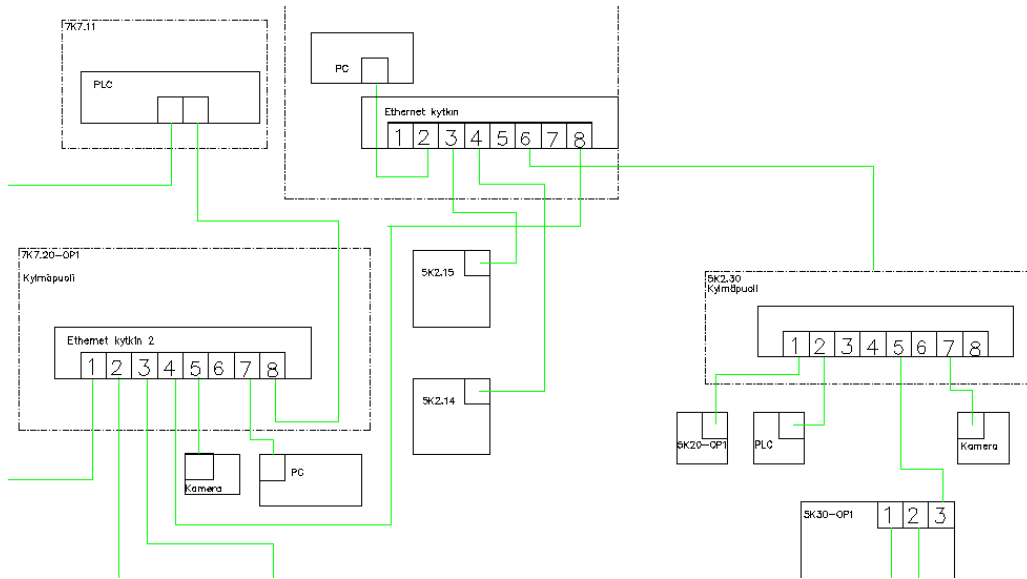 7K7.11
PLC
PC
Ethernet kytkin
1 2 3 4 5 6 7 8
7K7.20-OP1
Kylmäpuoli
Ethernet kytkin 2
1 2 3 4 5 6 7 8
Kamera
PC
5K2.15
5K2.14
5K2.30
Kylmäpuoli
1 2 3 4 5 6 7 8
5K20-OP1
PLC
Kamera
5K30-OP1
1 2 3